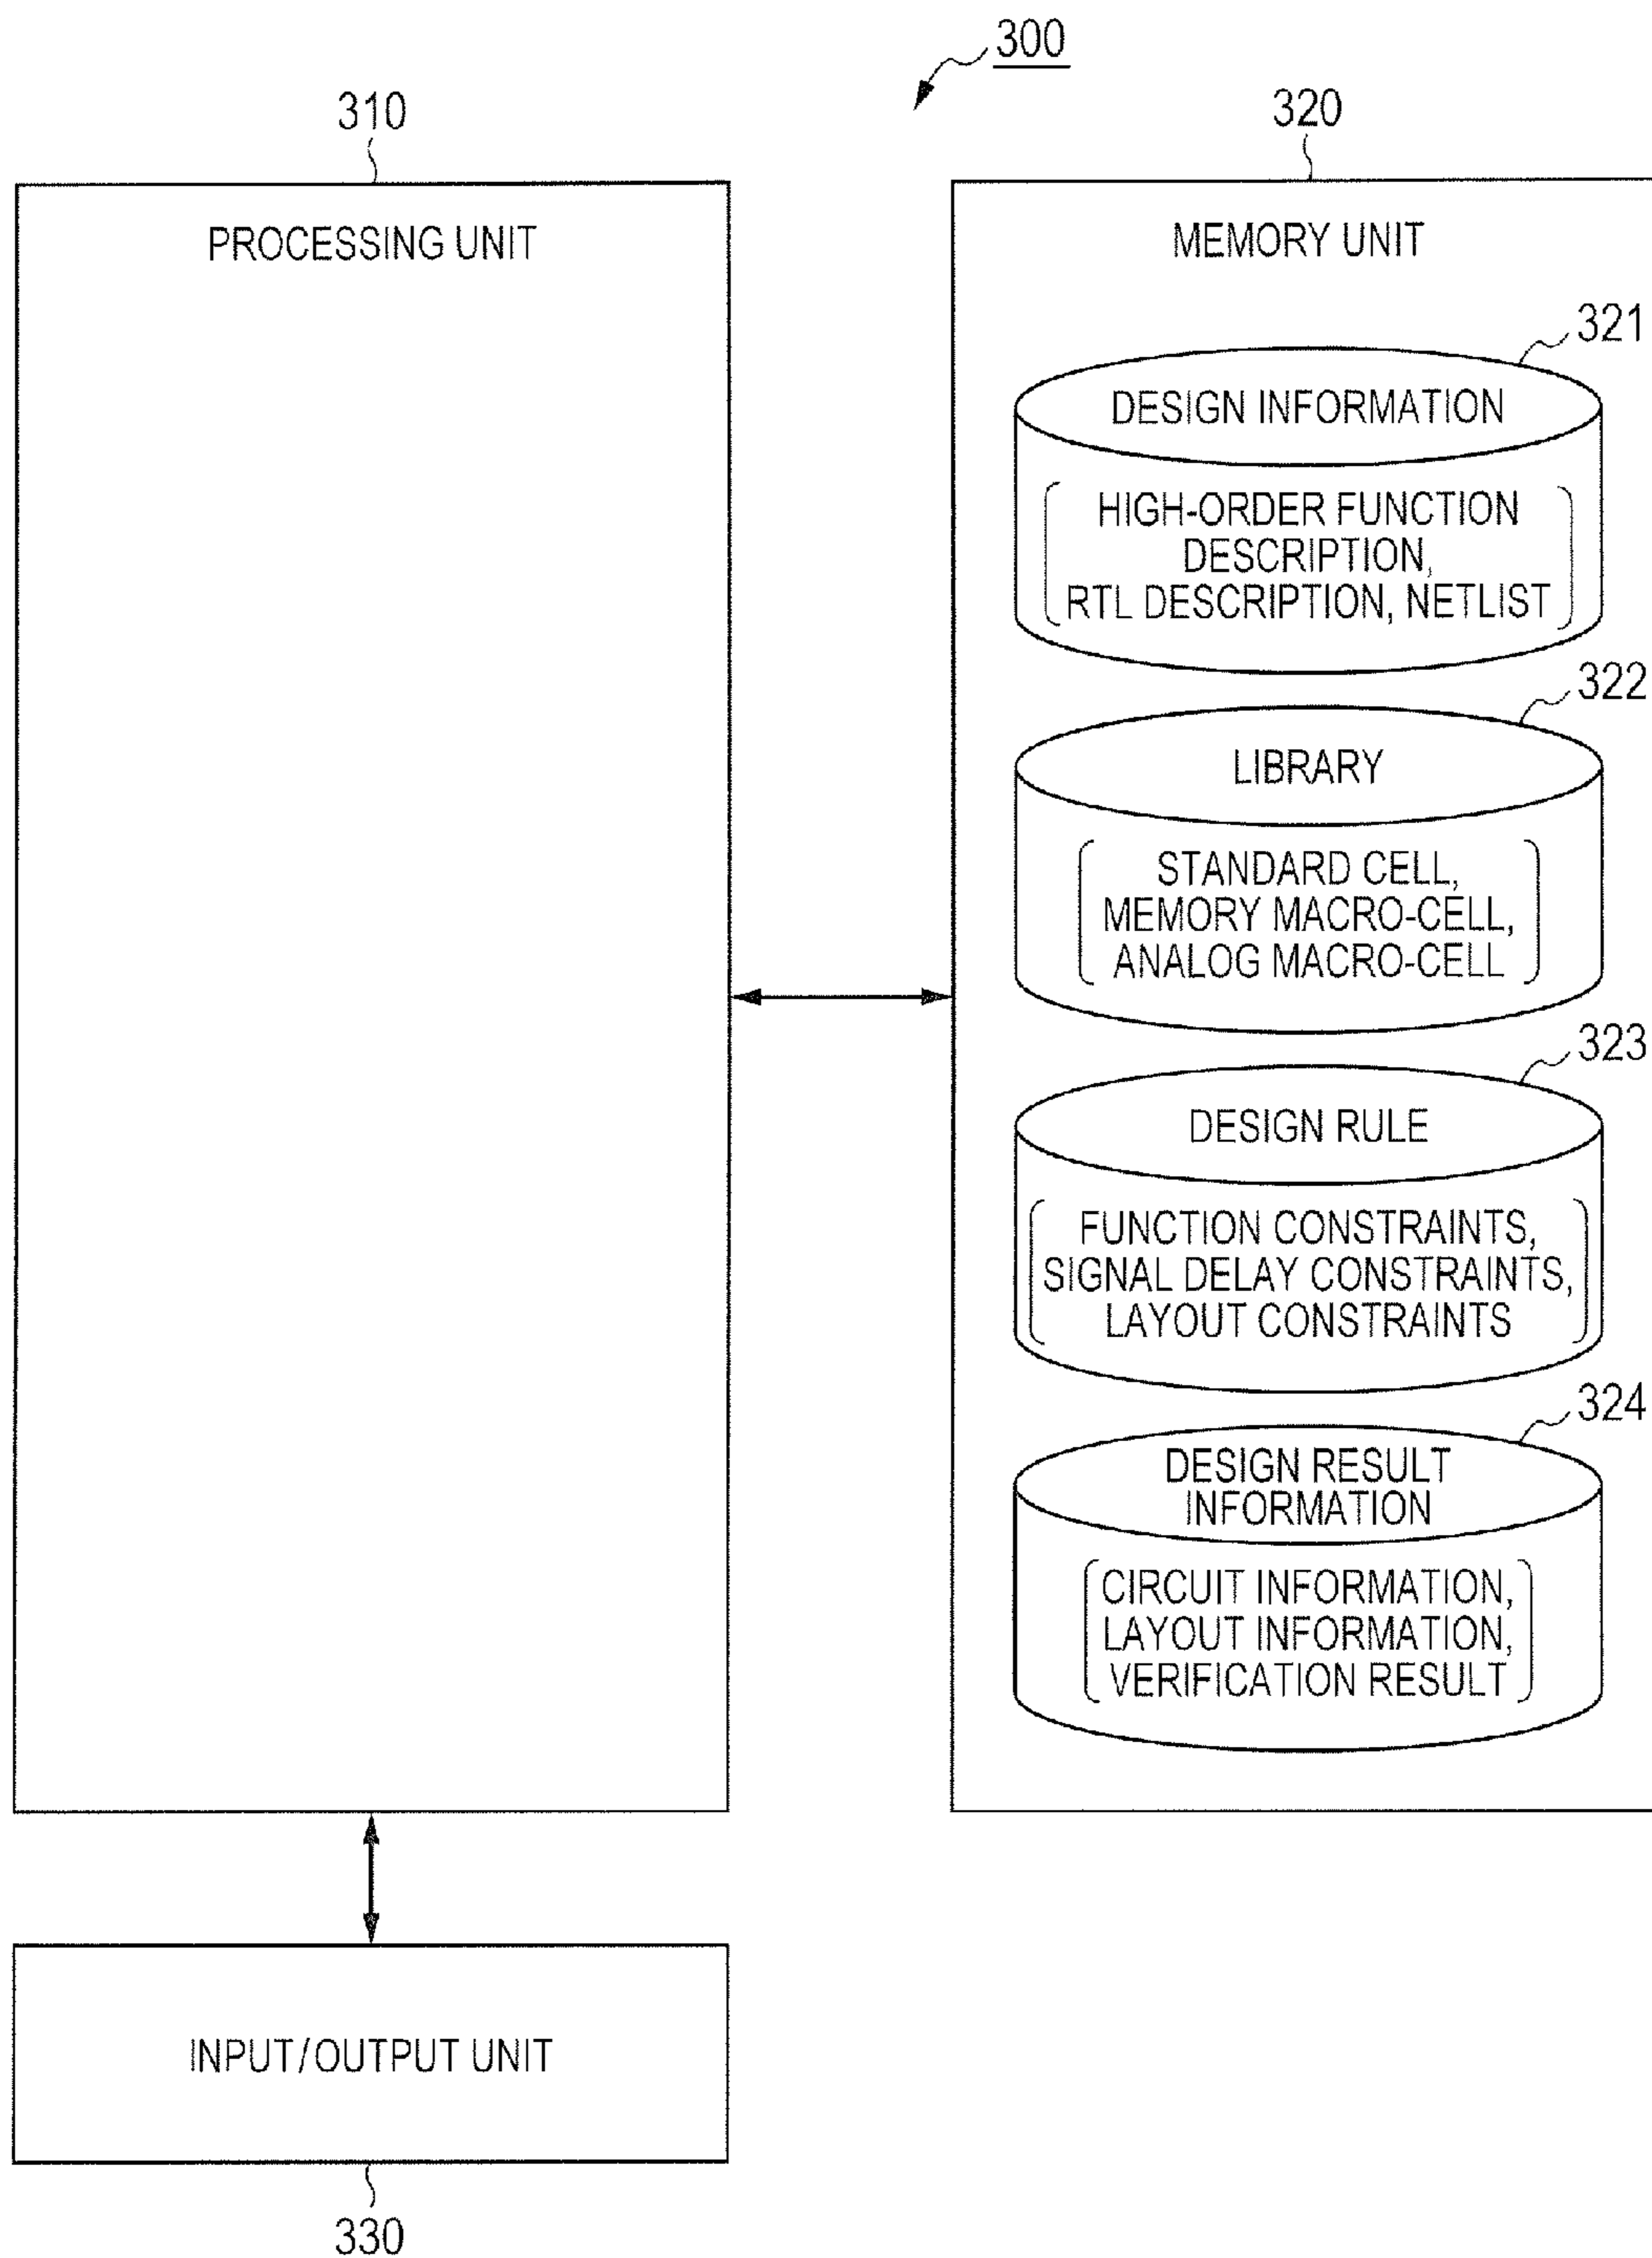 300
310
320
PROCESSING UNIT
MEMORY UNIT
321
DESIGN INFORMATION
HIGH-ORDER FUNCTION
DESCRIPTION,
RTL DESCRIPTION, NETLIST
322
LIBRARY
STANDARD CELL,
MEMORY MACRO-CELL,
ANALOG MACRO-CELL
323
DESIGN RULE
FUNCTION CONSTRAINTS,
SIGNAL DELAY CONSTRAINTS,
LAYOUT CONSTRAINTS
324
DESIGN RESULT
INFORMATION
CIRCUIT INFORMATION,
LAYOUT INFORMATION,
VERIFICATION RESULT
INPUT/OUTPUT UNIT
330